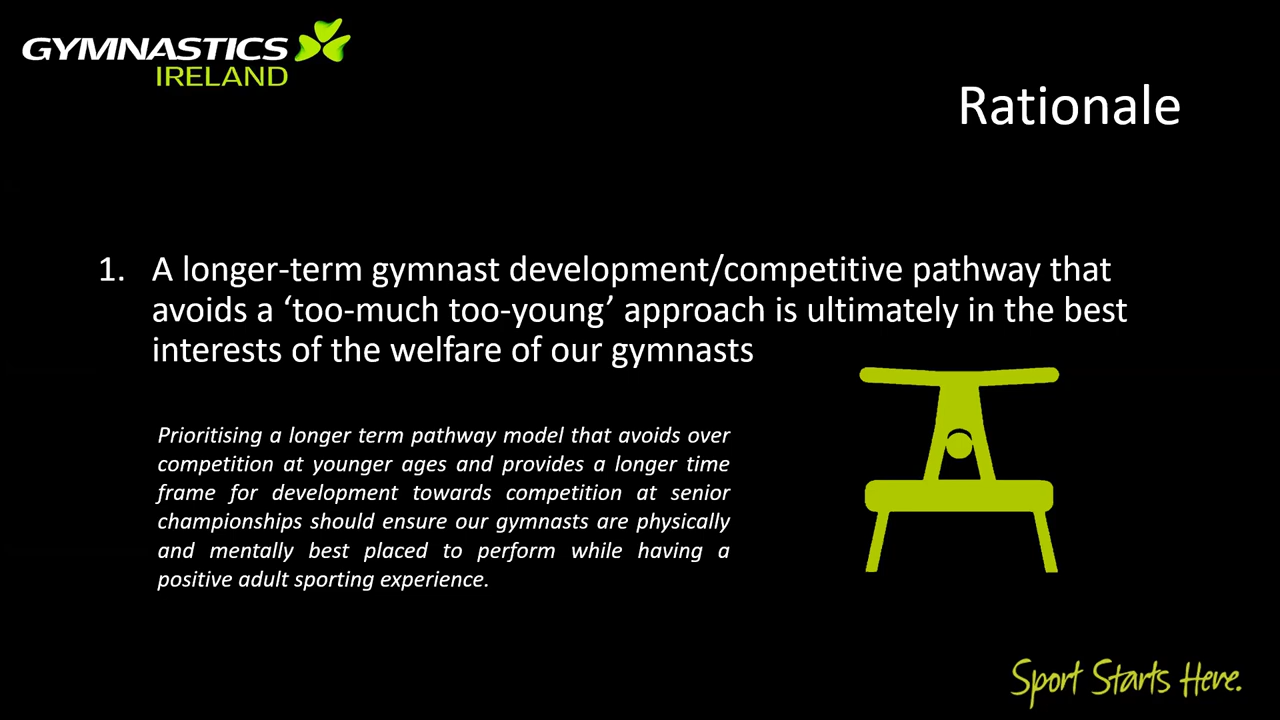 GYMNASTICS
IRELAND
Rationale
1. A longer-term gymnast development/competitive pathway that
avoids a ‘too-much too-young’ approach is ultimately in the best
interests of the welfare of our gymnasts
Prioritising a longer term pathway model that avoids over
competition at younger ages and provides a longer time
frame for development towards competition at senior
championships should ensure our gymnasts are physically
and mentally best placed to perform while having a
positive adult sporting experience.
Sport Starts Here.